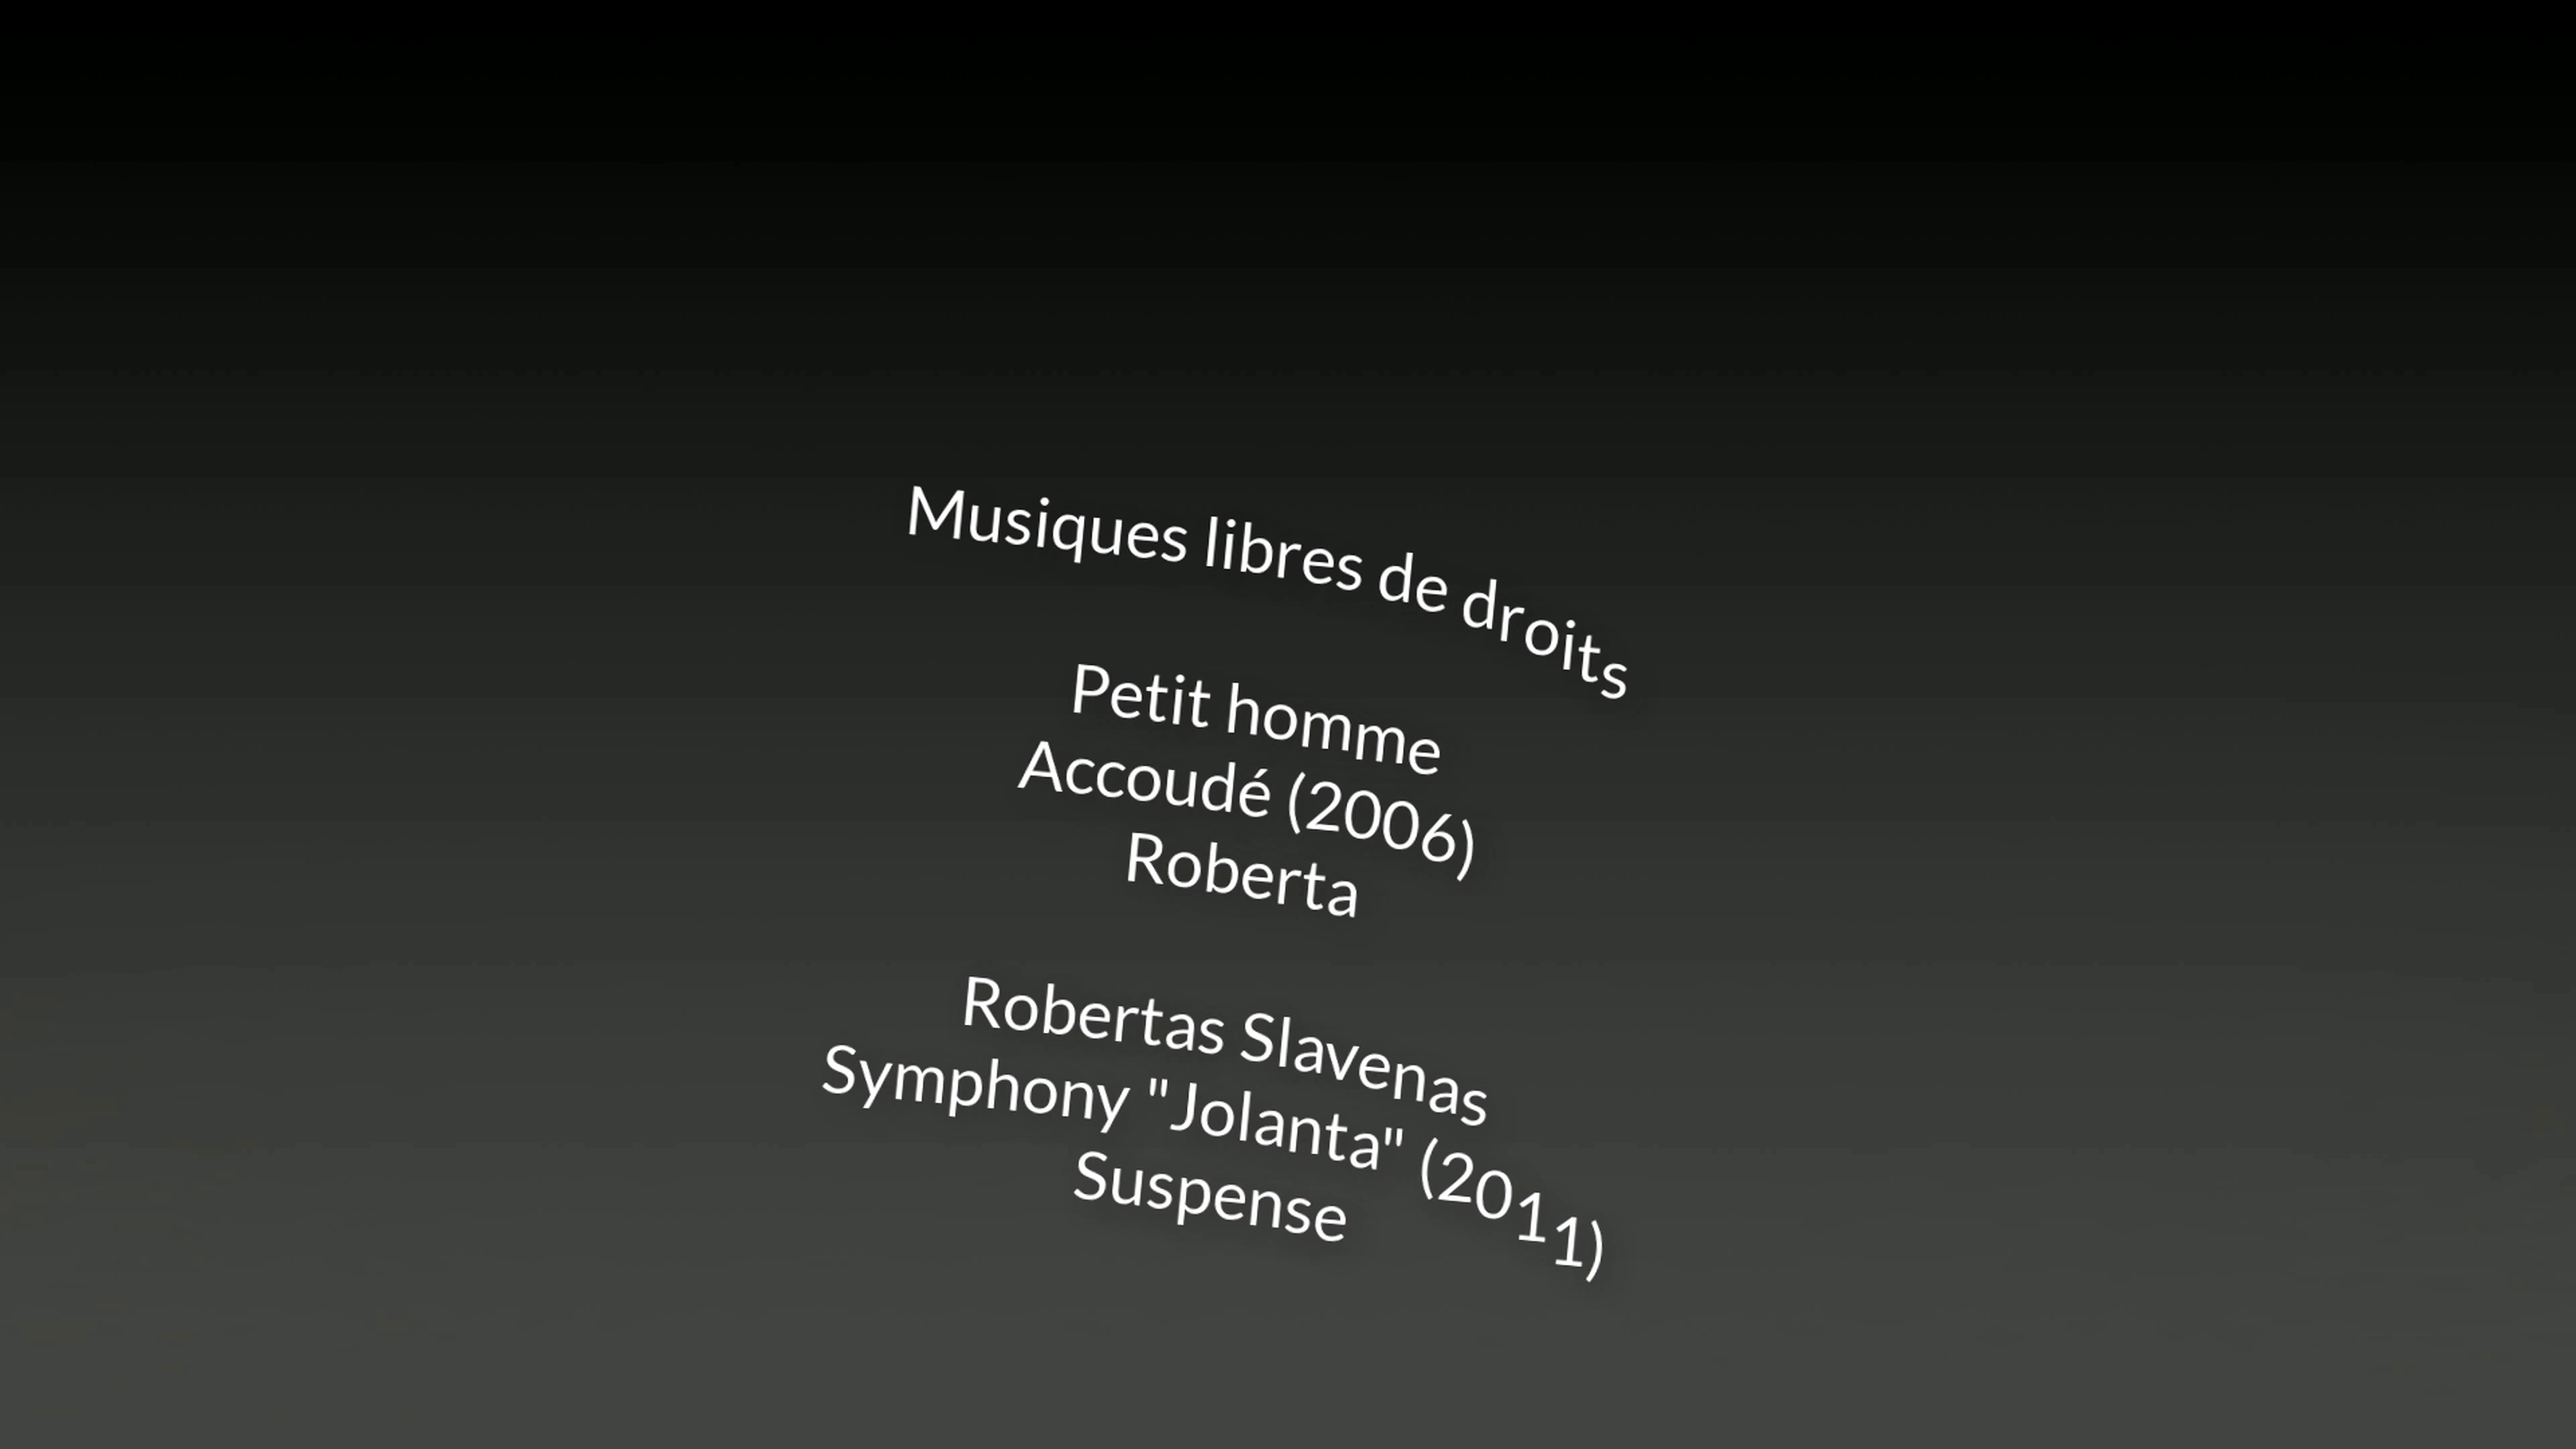 Musiques libres de droits
Petit homme
Accoudé (2006)
Roberta
Robertas Slavenas
Symphony "Jolanta" (2011)
Suspense